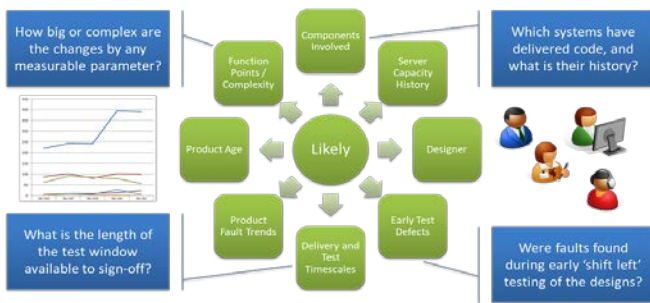 How big or complex are
the changes by any
measurable parameter?
Components
Involved
Which systems have
delivered code, and
what is their history?
Function
Points /
Complexity
Server
Capacity
History
Product Age
Likely
Designer
Product
Fault Trends
Early Test
Defects
Delivery and
Test
Timescales
What is the length of
the test window
available to sign-off?
Were faults found
during early ‘shift left’
testing of the designs?